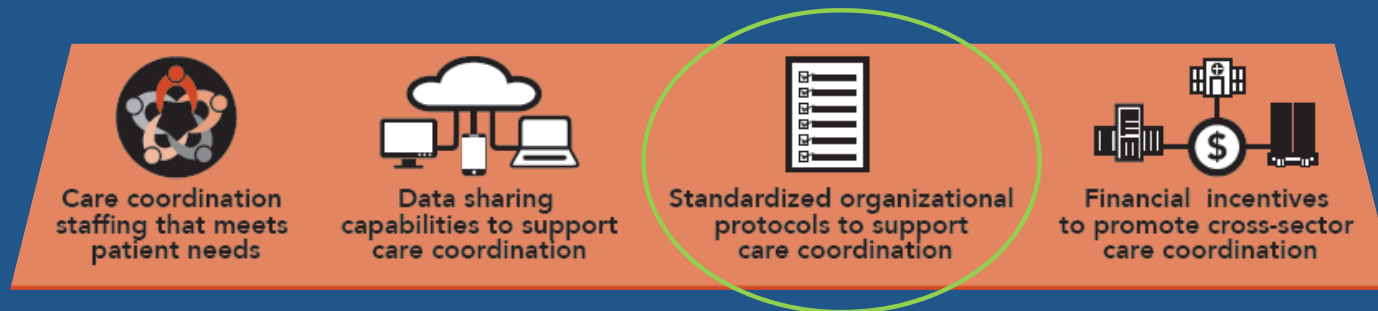 Care coordination
staffing that meets
patient needs
Data sharing
capabilities to support
care coordination
Standardized organizational
protocols to support
care coordination
$
Financial incentives
to promote cross-sector
care coordination